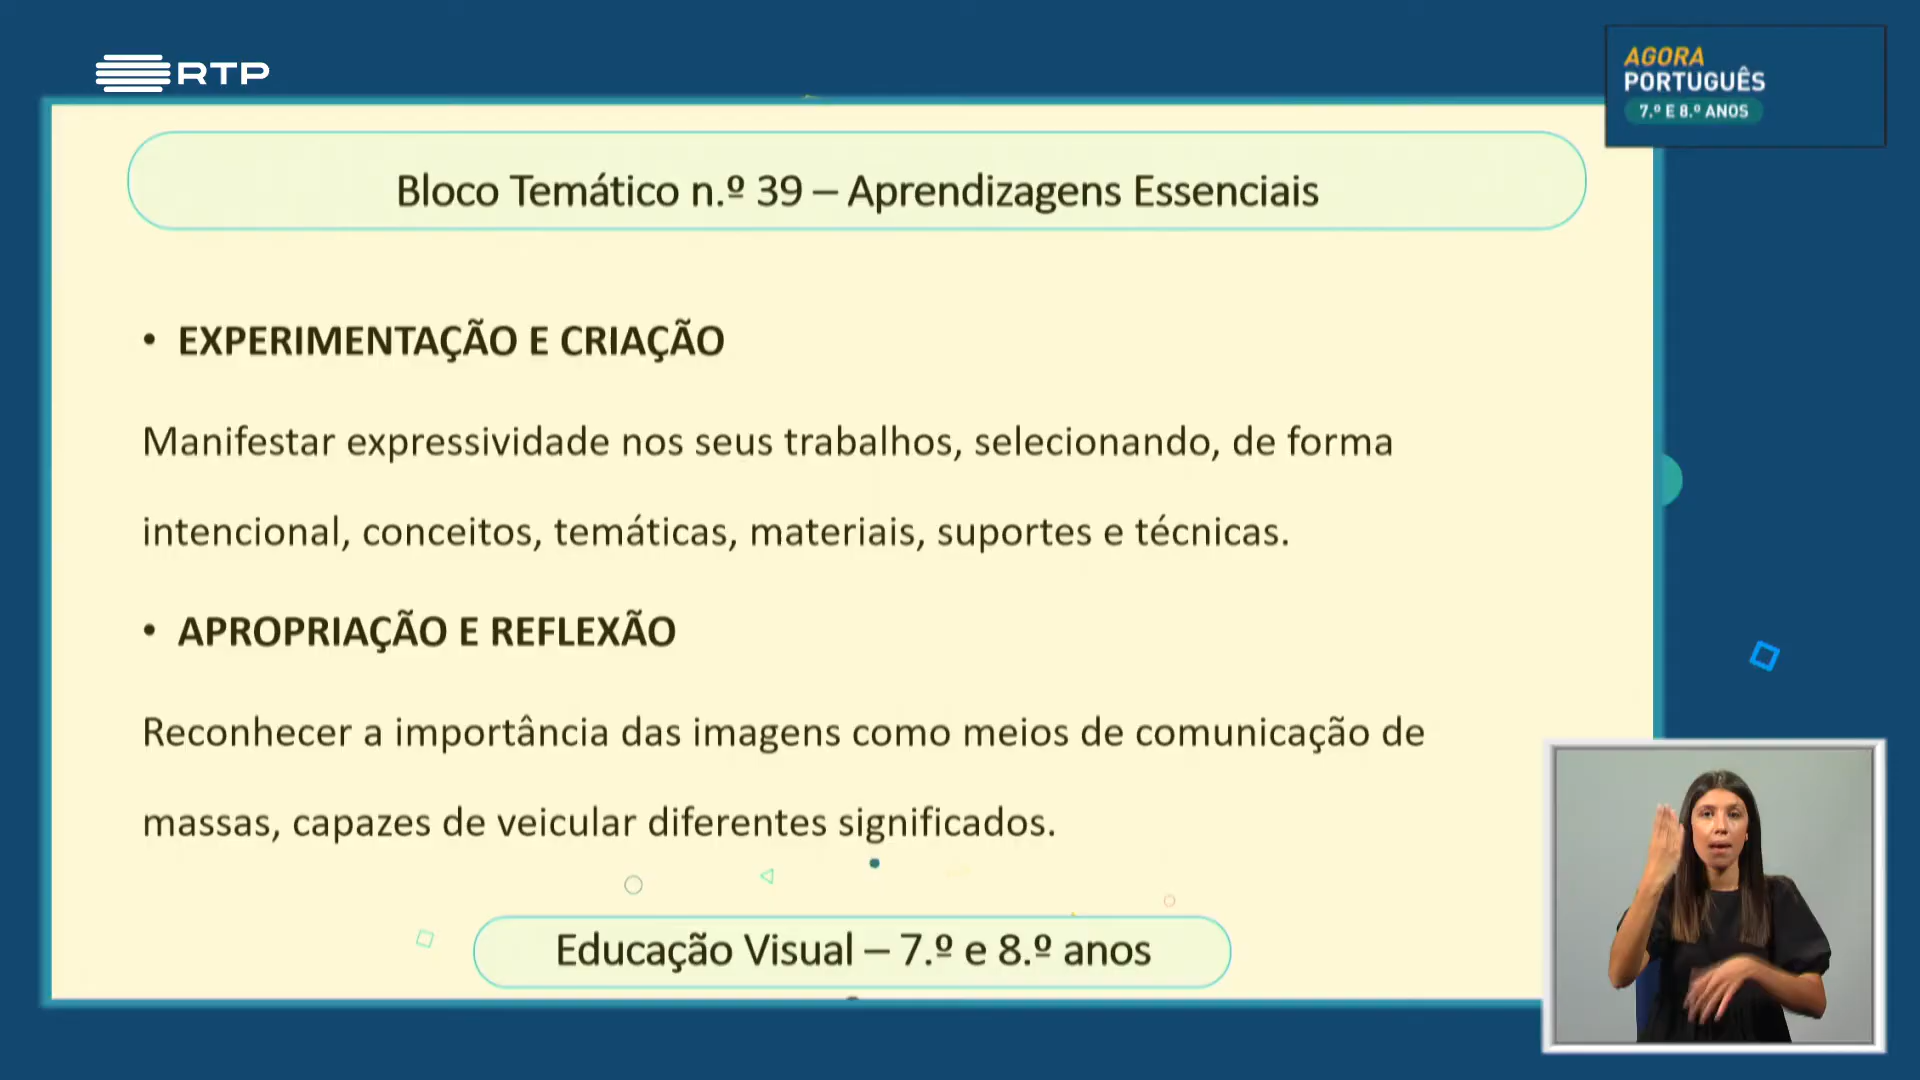 RTP
AGORA
PORTUGUÊS
7.º E 8.º ANOS
Bloco Temático n.º 39 – Aprendizagens Essenciais
• EXPERIMENTAÇÃO E CRIAÇÃO
Manifestar expressividade nos seus trabalhos, selecionando, de forma
intencional, conceitos, temáticas, materiais, suportes e técnicas.
• APROPRIAÇÃO E REFLEXÃO
Reconhecer a importância das imagens como meios de comunicação de
massas, capazes de veicular diferentes significados.
Educação Visual – 7.º e 8.º anos